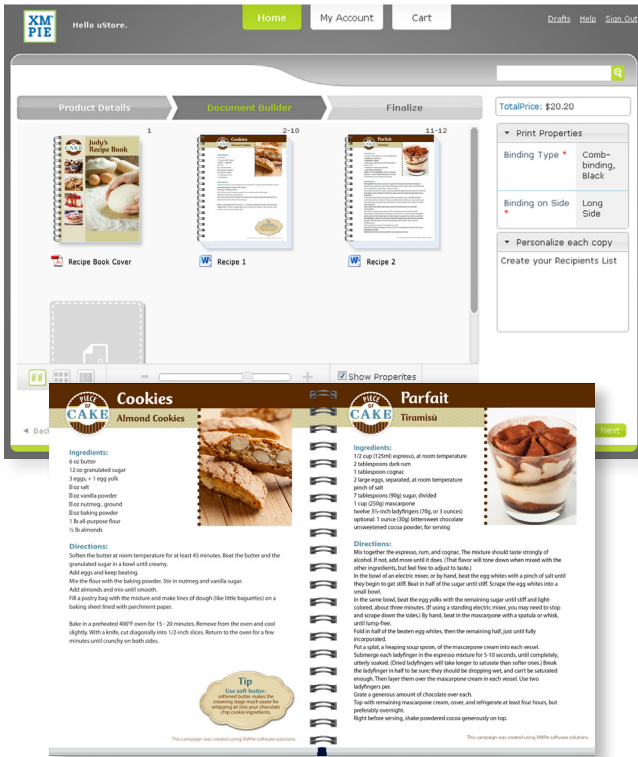 XM
PIE
Hello uStore.
Home
My Account
Cart
Drafts Help Sign Out
Product Details
Document Builder
Finalize
TotalPrice: $20.20
Print Properties
Binding Type *
Comb-
binding,
Black
Binding on Side
*
Long
Side
Personalize each copy
Create your Recipients List
1
2-10
11-12
CAKE
Judy's
Recipe Book
CAKE
Cookies
Almond Cookies
CAKE
Parfait
Tiramisu
Recipe Book Cover
Recipe 1
Recipe 2
Show Properites
Back
Next
PIECE
OF
CAKE
Cookies
Almond Cookies
Ingredients:
6 oz butter
12 oz granulated sugar
3 eggs, + 1 egg yolk
oz salt
oz vanilla powder
oz nutmeg, ground
oz baking powder
1 lb all-purpose flour
½ lb almonds
Directions:
Soften the butter at room temperature for at least 45 minutes. Beat the butter and the
granulated sugar in a bowl until creamy.
Add eggs and keep beating.
Mix the flour with the baking powder. Stir in nutmeg and vanilla sugar.
Add almonds and mix until smooth.
Fill a pastry bag with the mixture and make lines of dough (like little baguettes) on a
baking sheet lined with parchment paper.
Bake in a preheated 400°F oven for 15 - 20 minutes. Remove from the oven and cool
slightly. With a knife, cut diagonally into 1/2-inch slices. Return to the oven for a few
minutes until crunchy on both sides.
Tip
Use soft butter:
softened butter makes the
creaming stage much easier for
whipping air into your chocolate
chip cookie ingredients.
This campaign was created using XMPie software solutions.
PIECE
OF
CAKE
Parfait
Tiramisù
Ingredients:
1/2 cup (125ml) espresso, at room temperature
2 tablespoons dark rum
1 tablespoon cognac
2 large eggs, separated, at room temperature
pinch of salt
7 tablespoons (90g) sugar, divided
1 cup (250g) mascarpone
twelve 3½-inch ladyfingers (70g, or 3 ounces)
optional: 1 ounce (30g) bittersweet chocolate
unsweetened cocoa powder, for serving
Directions:
Mix together the espresso, rum, and cognac. The mixture should taste strongly of
alcohol. If not, add more until it does. (That flavor will tone down when mixed with the
other ingredients, but feel free to adjust to taste.)
In the bowl of an electric mixer, or by hand, beat the egg whites with a pinch of salt until
they begin to get stiff. Beat in half of the sugar until stiff. Scrape the egg whites into a
small bowl.
In the same bowl, beat the egg yolks with the remaining sugar until stiff and light-
colored, about three minutes. (If using a standing electric mixer, you may need to stop
and scrape down the sides.) By hand, beat in the mascarpone with a spatula or whisk,
until lump-free.
Fold in half of the beaten egg whites, then the remaining half, just until fully
incorporated.
Put a splat, a heaping soup spoon, of the mascarpone cream into each vessel.
Submerge each ladyfinger in the espresso mixture for 5-10 seconds, until completely,
utterly soaked. (Dried ladyfingers will take longer to saturate than softer ones.) Break
the ladyfinger in half to be sure; they should be dropping wet, and can't be saturated
enough. Then layer them over the mascarpone cream in each vessel. Use two
ladyfingers per.
Grate a generous amount of chocolate over each.
Top with remaining mascarpone cream, cover, and refrigerate at least four hours, but
preferably overnight.
Right before serving, shake powdered cocoa generously on top.
This campaign was created using XMPie software solutions.